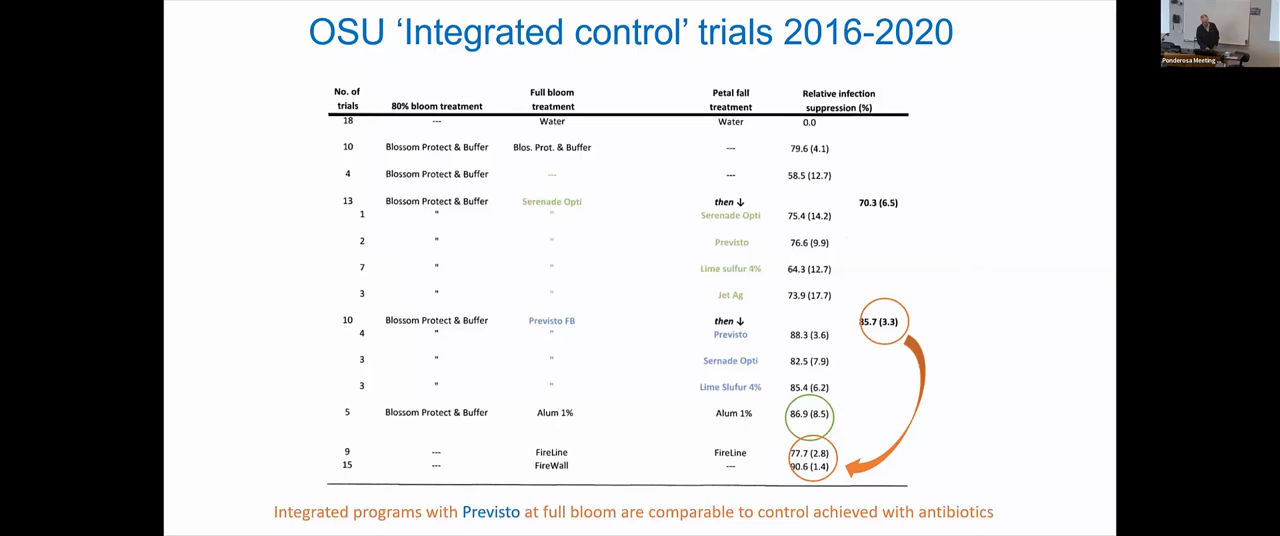 OSU ‘Integrated control’ trials 2016-2020
Ponderosa Meeting ...
No. of trials 80% bloom treatment Full bloom treatment Petal fall treatment Relative infection suppression (%)
18 --- Water Water 0.0
10 Blossom Protect & Buffer Blos. Prot. & Buffer --- 79.6 (4.1)
4 Blossom Protect & Buffer --- --- 58.5 (12.7)
13 Blossom Protect & Buffer Serenade Opti then ↓ 70.3 (6.5)
1 " " Serenade Opti 75.4 (14.2)
2 " " Previsto 76.6 (9.9)
7 " " Lime sulfur 4% 64.3 (12.7)
3 " " Jet Ag 73.9 (17.7)
10 Blossom Protect & Buffer Previsto FB then ↓ 85.7 (3.3)
4 " " Previsto 88.3 (3.6)
3 " " Sernade Opti 82.5 (7.9)
3 " " Lime Slufur 4% 85.4 (6.2)
5 Blossom Protect & Buffer Alum 1% Alum 1% 86.9 (8.5)
9 --- FireLine FireLine 77.7 (2.8)
15 --- FireWall --- 90.6 (1.4)
Integrated programs with Previsto at full bloom are comparable to control achieved with antibiotics